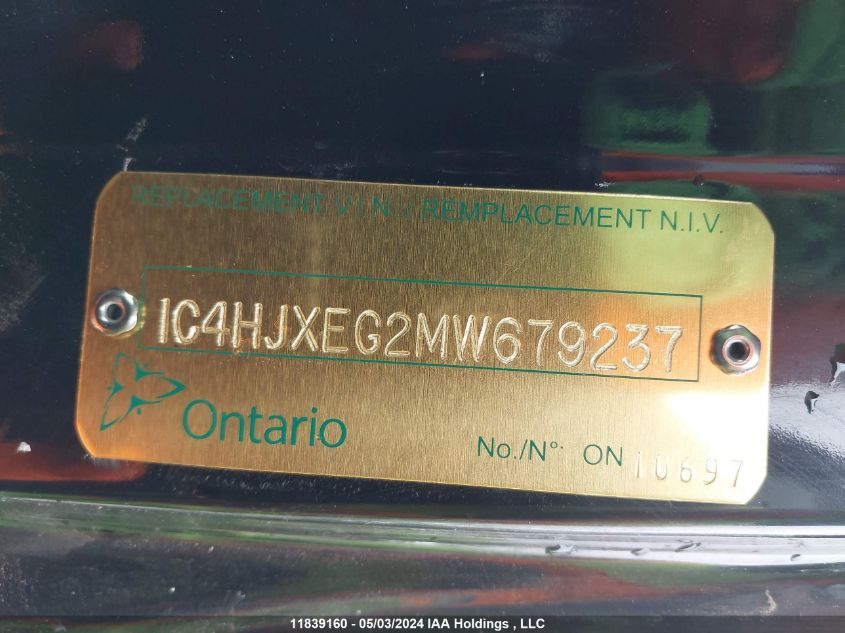 REPLACEMENT V.I.N. / REMPLACEMENT N.I.V.
1C4HJXEG2MW679237
Ontario
No./N°. ON 10697
11839160 - 05/03/2024 IAA Holdings , LLC